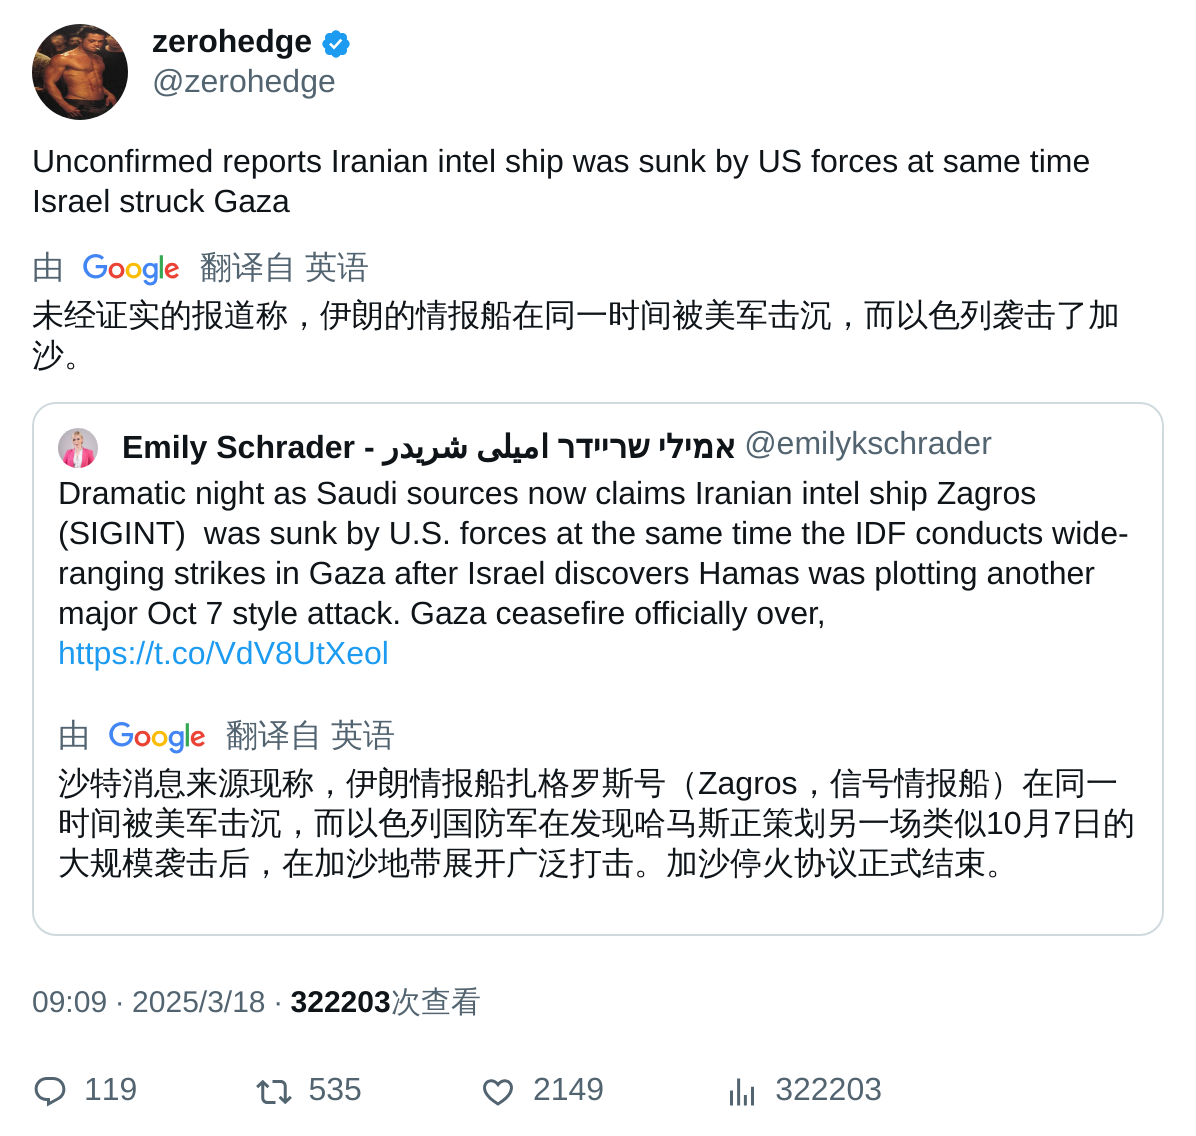 zerohedge
@zerohedge
Unconfirmed reports Iranian intel ship was sunk by US forces at same time
Israel struck Gaza
由 Google 翻译自 英语
未经证实的报道称，伊朗的情报船在同一时间被美军击沉，而以色列袭击了加
沙。
Emily Schrader - אמילי שריידר امیلی شریدر @emilykschrader
Dramatic night as Saudi sources now claims Iranian intel ship Zagros
(SIGINT)  was sunk by U.S. forces at the same time the IDF conducts wide-
ranging strikes in Gaza after Israel discovers Hamas was plotting another
major Oct 7 style attack. Gaza ceasefire officially over,
https://t.co/VdV8UtXeol
由 Google 翻译自 英语
沙特消息来源现称，伊朗情报船扎格罗斯号（Zagros，信号情报船）在同一
时间被美军击沉，而以色列国防军在发现哈马斯正策划另一场类似10月7日的
大规模袭击后，在加沙地带展开广泛打击。加沙停火协议正式结束。
09:09 · 2025/3/18 · 322203次查看
119 535 2149 322203